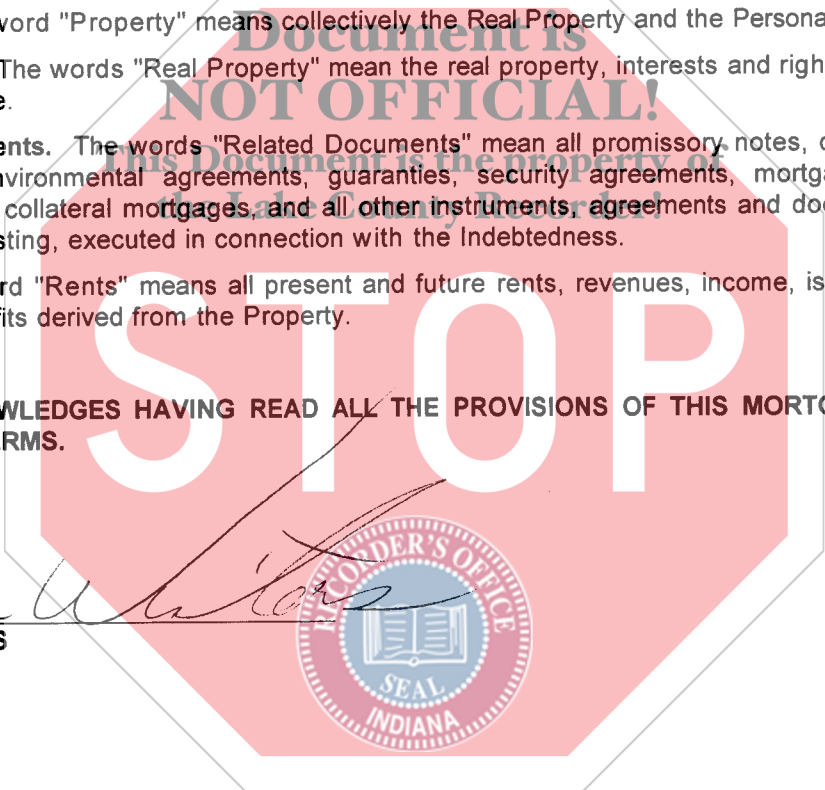 word "Property" means collectively the Real Property and the Persona
Document is
The words "Real Property" mean the real property, interests and righ
e.
NOT OFFICIAL!
ents. The words "Related Documents" mean all promissory notes,
This Document is the property of
nvironmental agreements, guaranties, security agreements, mortga
collateral mortgages, and all other instruments, agreements and do
the Lake County Recorder!
sting, executed in connection with the Indebtedness.
rd "Rents" means all present and future rents, revenues, income, is
fits derived from the Property.
STOP
WLEDGES HAVING READ ALL THE PROVISIONS OF THIS MORT
RMS.
S
RECORDER'S OFFICE
SEAL
INDIANA